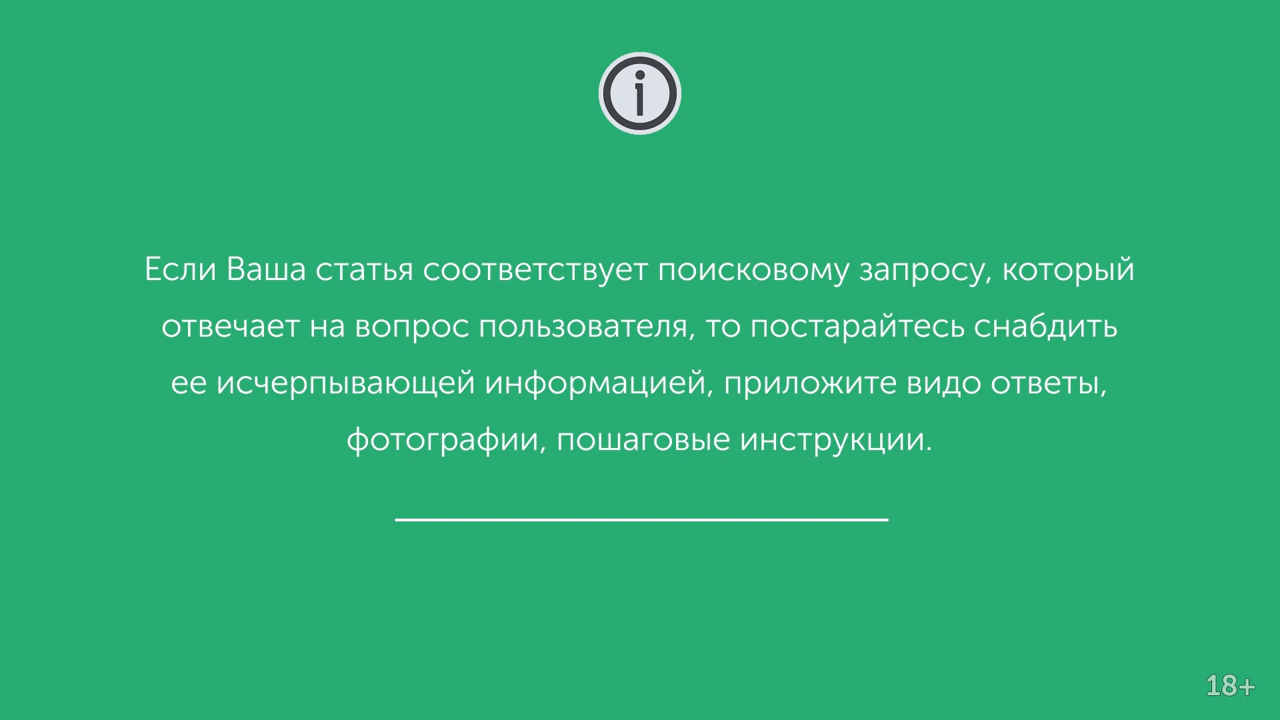 Если Ваша статья соответствует поисковому запросу, который
отвечает на вопрос пользователя, то постарайтесь снабдить
ее исчерпывающей информацией, приложите видо ответы,
фотографии, пошаговые инструкции.
18+